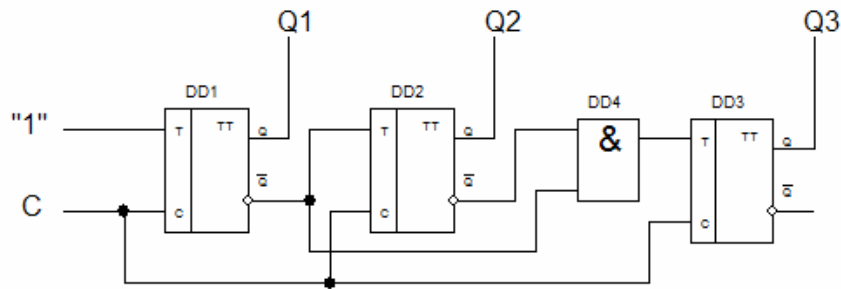 Q1 Q2 Q3
DD1 DD2 DD4 DD3
"1" T TT Q T TT Q & T TT Q
Q̅ Q̅ Q̅
C C C C